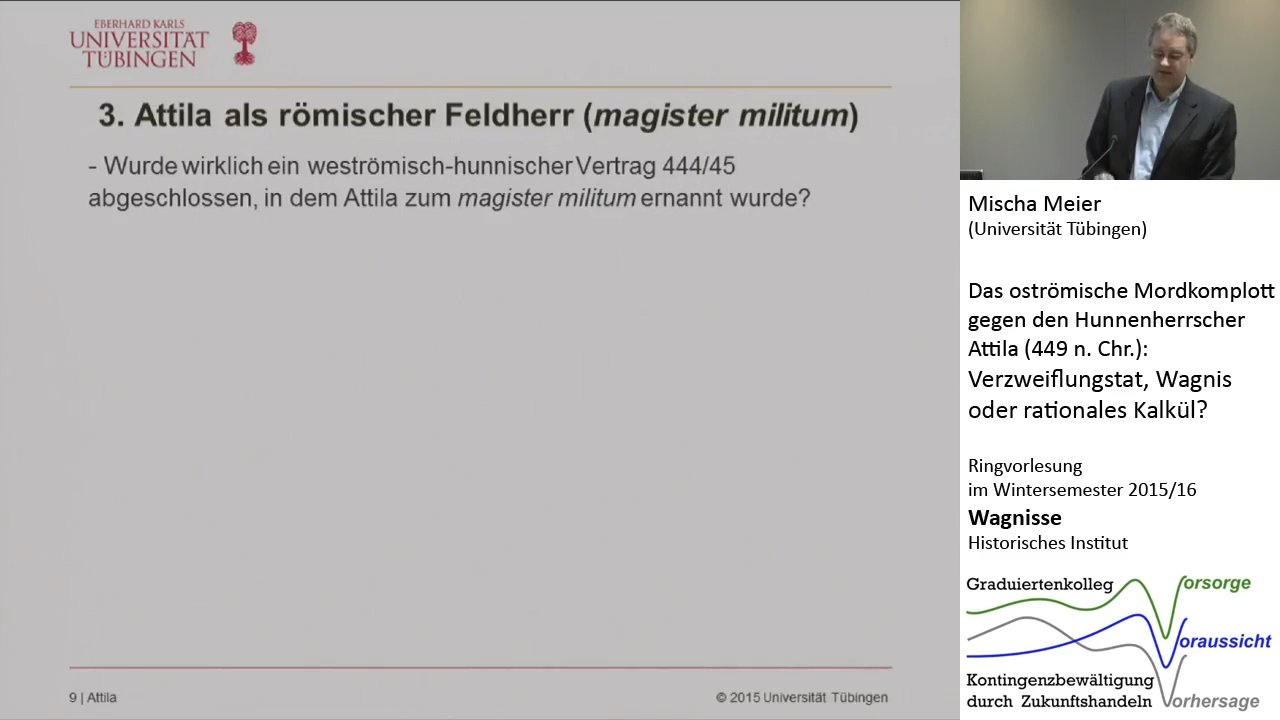 EBERHARD KARLS
UNIVERSITÄT
TÜBINGEN
3. Attila als römischer Feldherr (magister militum)
- Wurde wirklich ein weströmisch-hunnischer Vertrag 444/45
abgeschlossen, in dem Attila zum magister militum ernannt wurde?
9 | Attila
© 2015 Universität Tübingen
Mischa Meier
(Universität Tübingen)
Das oströmische Mordkomplott
gegen den Hunnenherrscher
Attila (449 n. Chr.):
Verzweiflungstat, Wagnis
oder rationales Kalkül?
Ringvorlesung
im Wintersemester 2015/16
Wagnisse
Historisches Institut
Graduiertenkolleg
Vorsorge
Voraussicht
Vorhersage
Kontingenzbewältigung
durch Zukunftshandeln